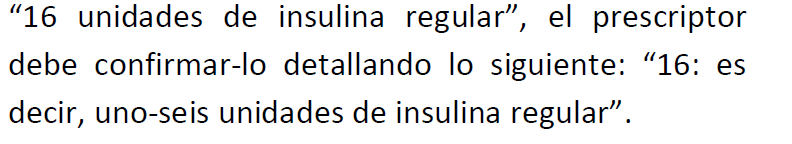 “16 unidades de insulina regular”, el prescriptor
debe confirmar-lo detallando lo siguiente: “16: es
decir, uno-seis unidades de insulina regular”.